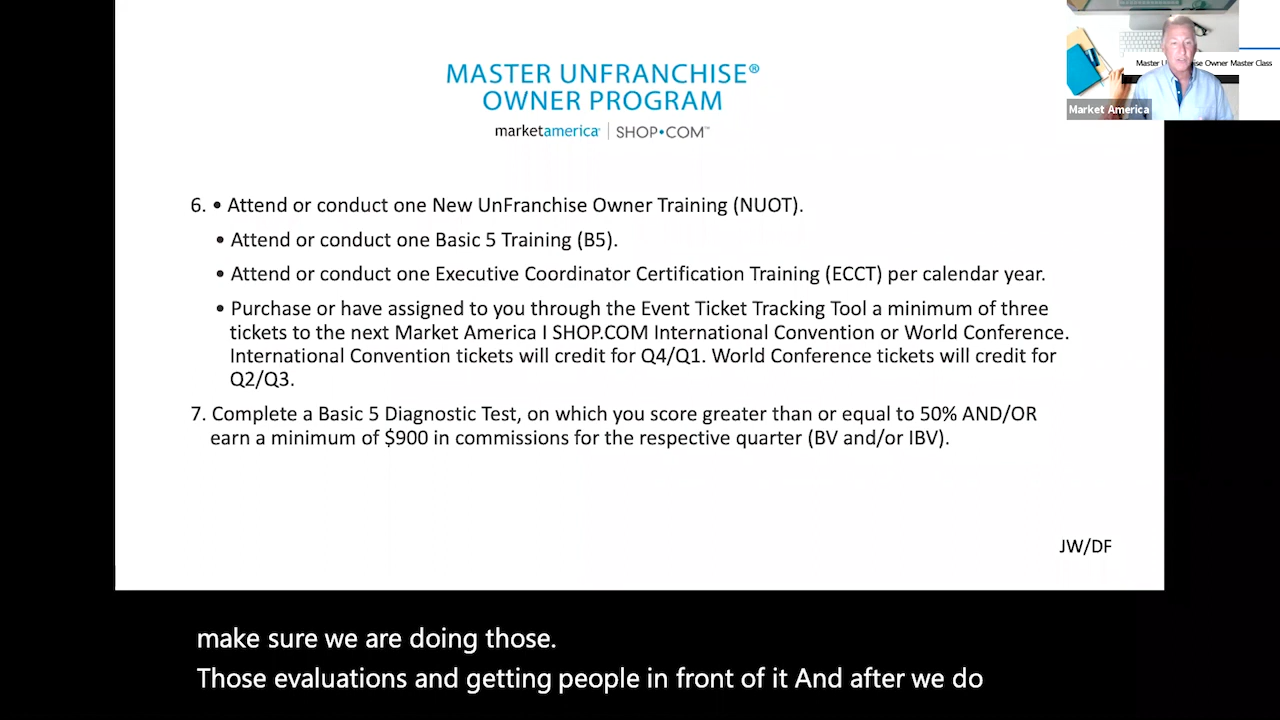 MASTER UNFRANCHISE®
OWNER PROGRAM
marketamerica® | SHOP•COM™
Master Owner Master Class
Market America
6. • Attend or conduct one New UnFranchise Owner Training (NUOT).
• Attend or conduct one Basic 5 Training (B5).
• Attend or conduct one Executive Coordinator Certification Training (ECCT) per calendar year.
• Purchase or have assigned to you through the Event Ticket Tracking Tool a minimum of three
tickets to the next Market America I SHOP.COM International Convention or World Conference.
International Convention tickets will credit for Q4/Q1. World Conference tickets will credit for
Q2/Q3.
7. Complete a Basic 5 Diagnostic Test, on which you score greater than or equal to 50% AND/OR
earn a minimum of $900 in commissions for the respective quarter (BV and/or IBV).
JW/DF
make sure we are doing those.
Those evaluations and getting people in front of it And after we do